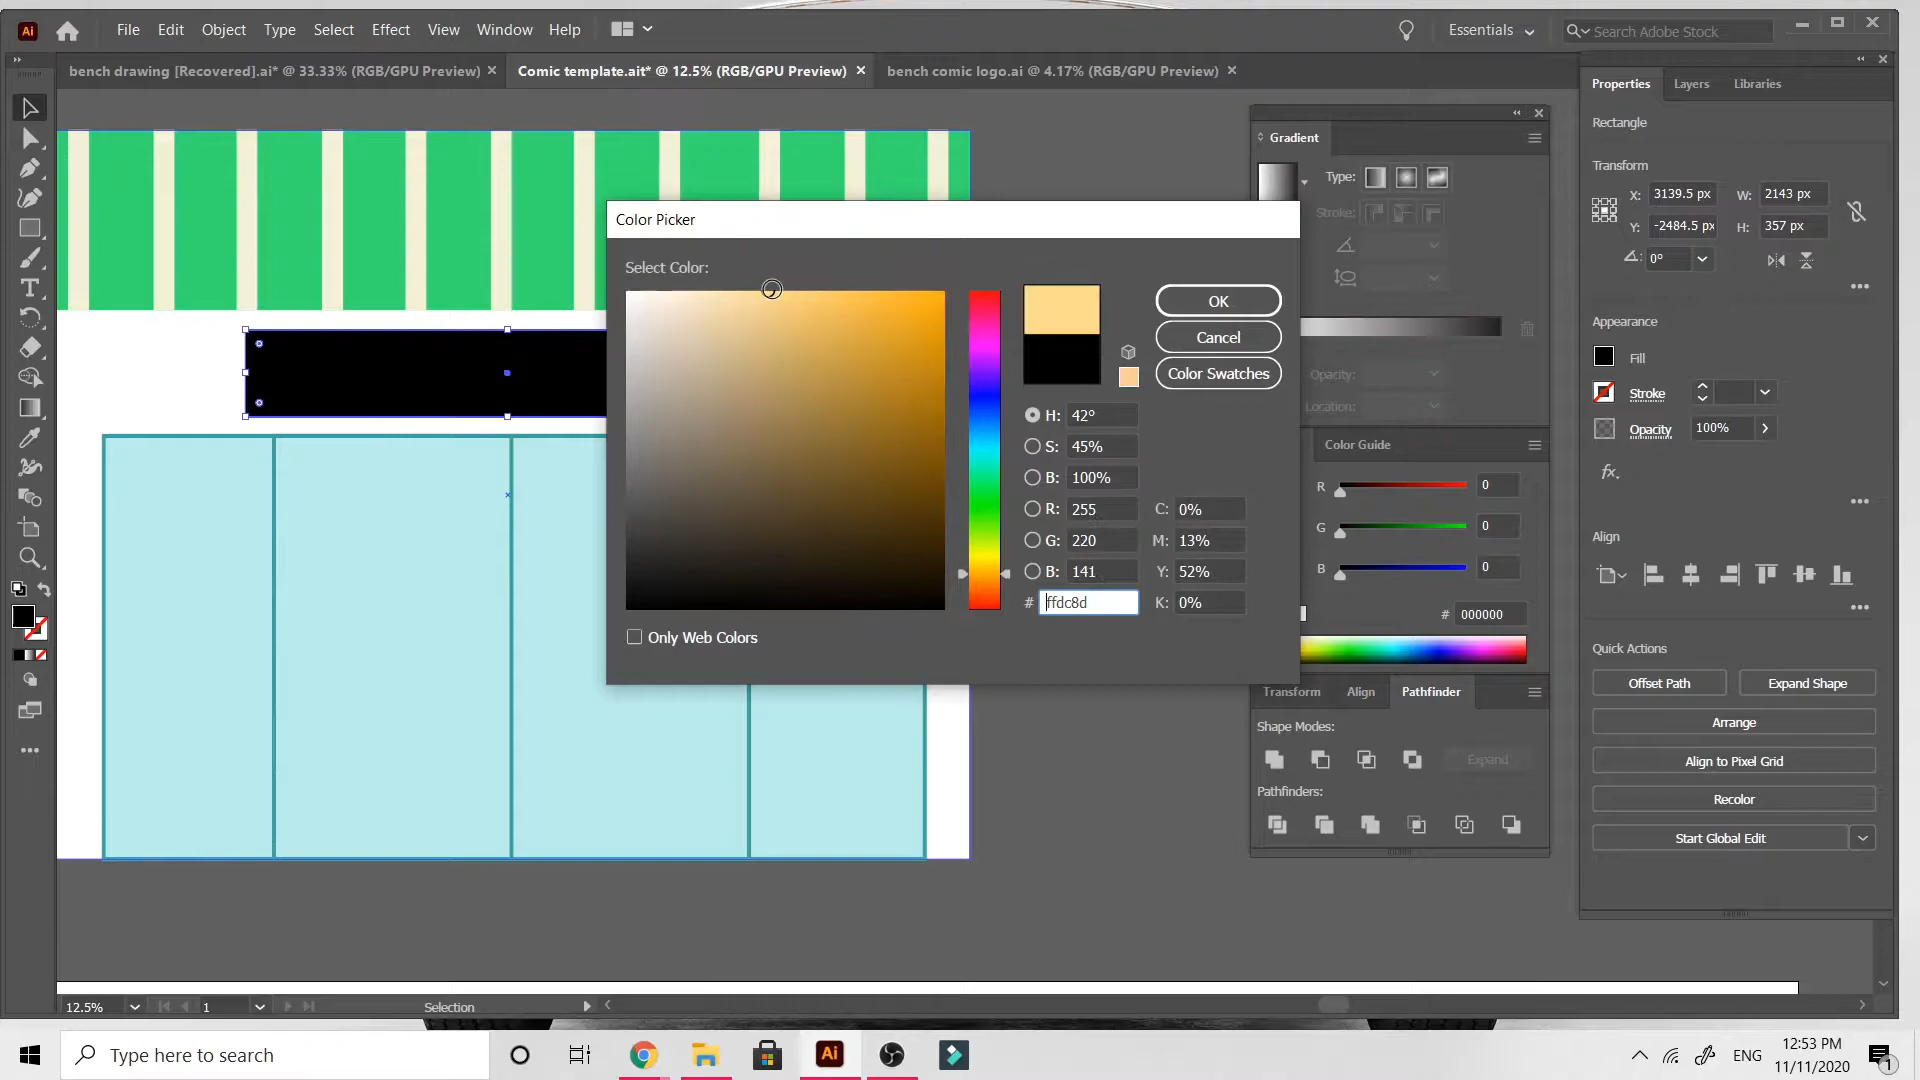 Ai File Edit Object Type Select Effect View Window Help Essentials Search Adobe Stock
bench drawing [Recovered].ai* @ 33.33% (RGB/GPU Preview) × Comic template.ait* @ 12.5% (RGB/GPU Preview) × bench comic logo.ai @ 4.17% (RGB/GPU Preview) ×
Color Picker
Select Color:
OK
Cancel
Color Swatches
H: 42°
S: 45%
B: 100%
R: 255 C: 0%
G: 220 M: 13%
B: 141 Y: 52%
# ffdc8d K: 0%
Only Web Colors
Gradient
Type:
Stroke:
Opacity:
Location:
Color Guide
R 0
G 0
B 0
# 000000
Transform Align Pathfinder
Shape Modes:
Expand
Pathfinders:
Properties Layers Libraries
Rectangle
Transform
X: 3139.5 px W: 2143 px
Y: -2484.5 px H: 357 px
0°
Appearance
Fill
Stroke
Opacity 100%
fx.
Align
Quick Actions
Offset Path Expand Shape
Arrange
Align to Pixel Grid
Recolor
Start Global Edit
12.5% 1 Selection
Type here to search
Ai
ENG
12:53 PM
11/11/2020
1